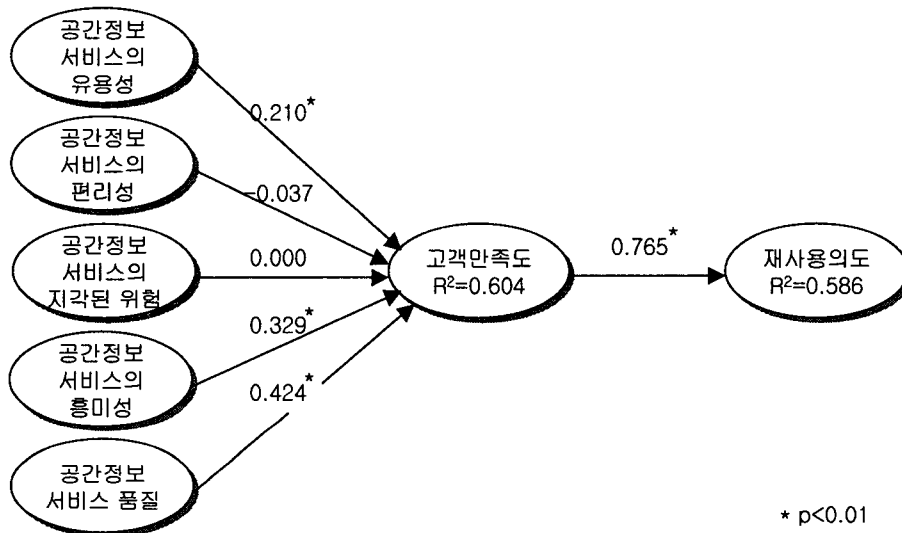 공간정보
서비스의
유용성
0.210*
공간정보
서비스의
편리성
-0.037
공간정보
서비스의
지각된 위험
0.000
고객만족도
R²=0.604
0.765*
재사용의도
R²=0.586
공간정보
서비스의
흥미성
0.329*
공간정보
서비스 품질
0.424*
* p<0.01